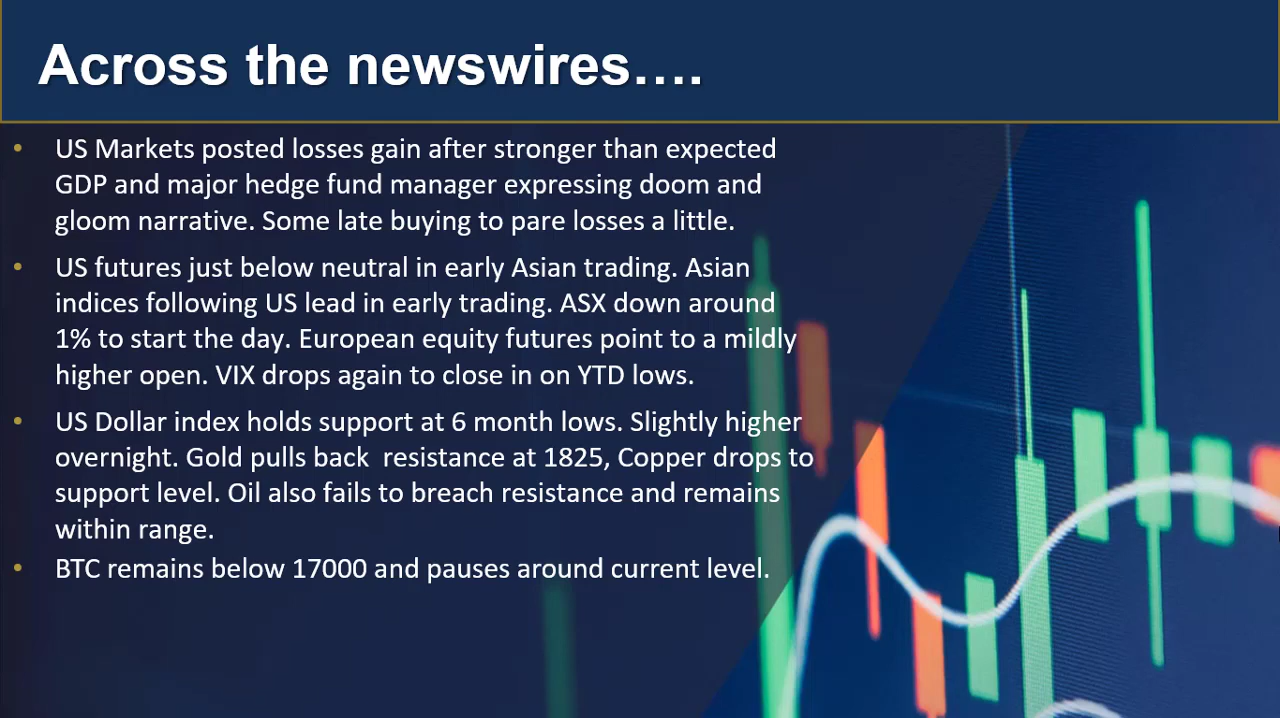 Across the newswires….
• US Markets posted losses gain after stronger than expected
GDP and major hedge fund manager expressing doom and
gloom narrative. Some late buying to pare losses a little.
• US futures just below neutral in early Asian trading. Asian
indices following US lead in early trading. ASX down around
1% to start the day. European equity futures point to a mildly
higher open. VIX drops again to close in on YTD lows.
• US Dollar index holds support at 6 month lows. Slightly higher
overnight. Gold pulls back  resistance at 1825, Copper drops to
support level. Oil also fails to breach resistance and remains
within range.
• BTC remains below 17000 and pauses around current level.